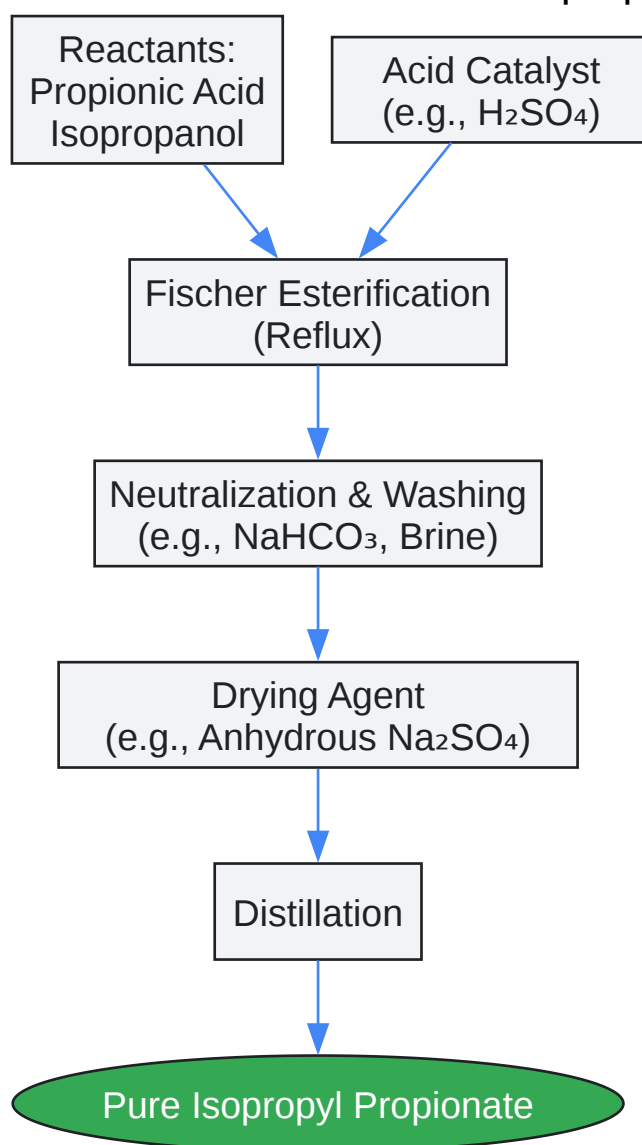 Reactants:
Propionic Acid
Isopropanol
Acid Catalyst
(e.g., H₂SO₄)
Fischer Esterification
(Reflux)
Neutralization & Washing
(e.g., NaHCO₃, Brine)
Drying Agent
(e.g., Anhydrous Na₂SO₄)
Distillation
Pure Isopropyl Propionate